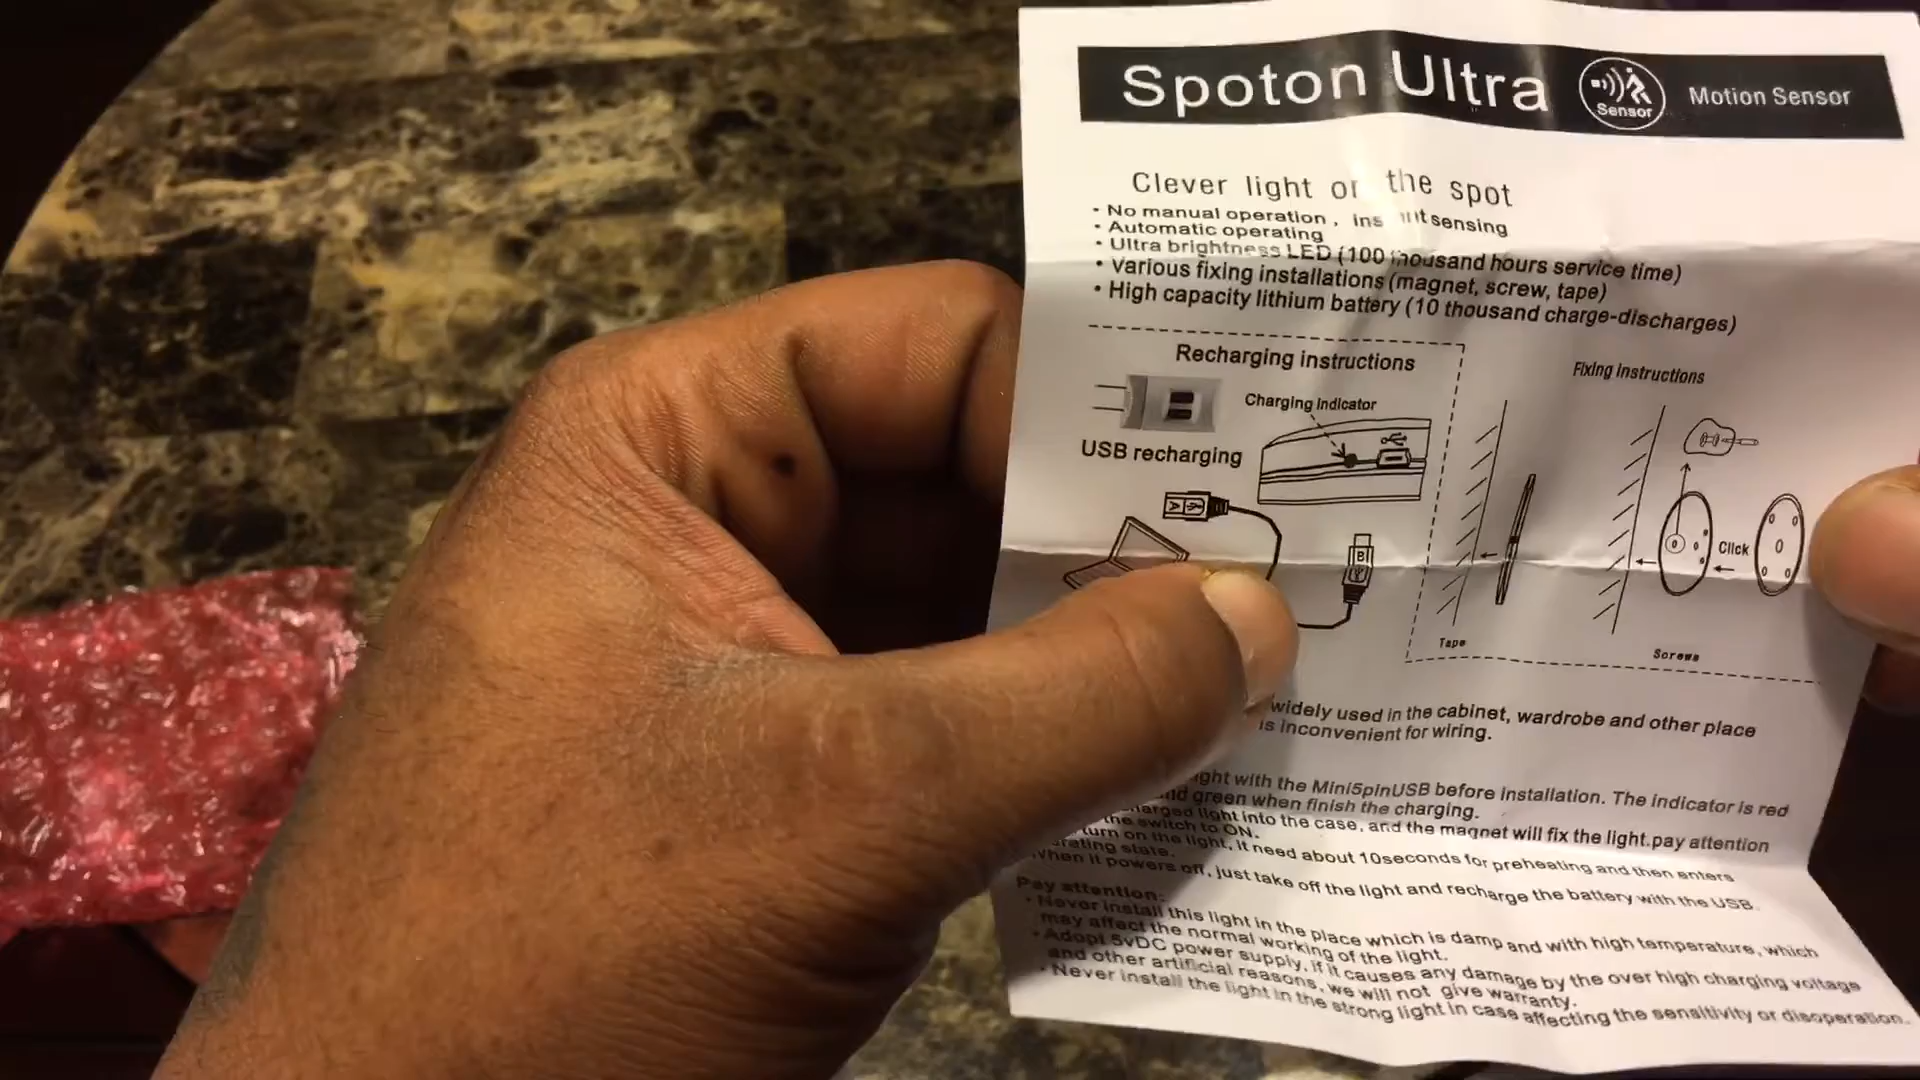 Spoton Ultra
Sensor
Motion Sensor
Clever light on the spot
• No manual operation, instant sensing
• Automatic operating
• Ultra brightness LED (100 thousand hours service time)
• various fixing installations (magnet, screw, tape)
• High capacity lithium battery (10 thousand charge-discharges)
Recharging instructions
Fixing instructions
Charging indicator
USB recharging
A
B
Click
Tape
Screws
widely used in the cabinet, wardrobe and other place
is inconvenient for wiring.
with the Mini5pinUSB before installation. The indicator is red
green when finish the charging.
light into the case, and the magnet will fix the light.pay attention
the switch to ON.
turn on the light, It need about 10seconds for preheating and then enters
state.
When it powers off, just take off the light and recharge the battery with the USB.
Pay attention:
• Never install this light in the place which is damp and with high temperature, which
may affect the normal working of the light.
• Adopt 5vDC power supply, if it causes any damage by the over high charging voltage
and other artificial reasons, we will not give warranty.
• Never install the light in the strong light in case affecting the sensitivity or disoperation.